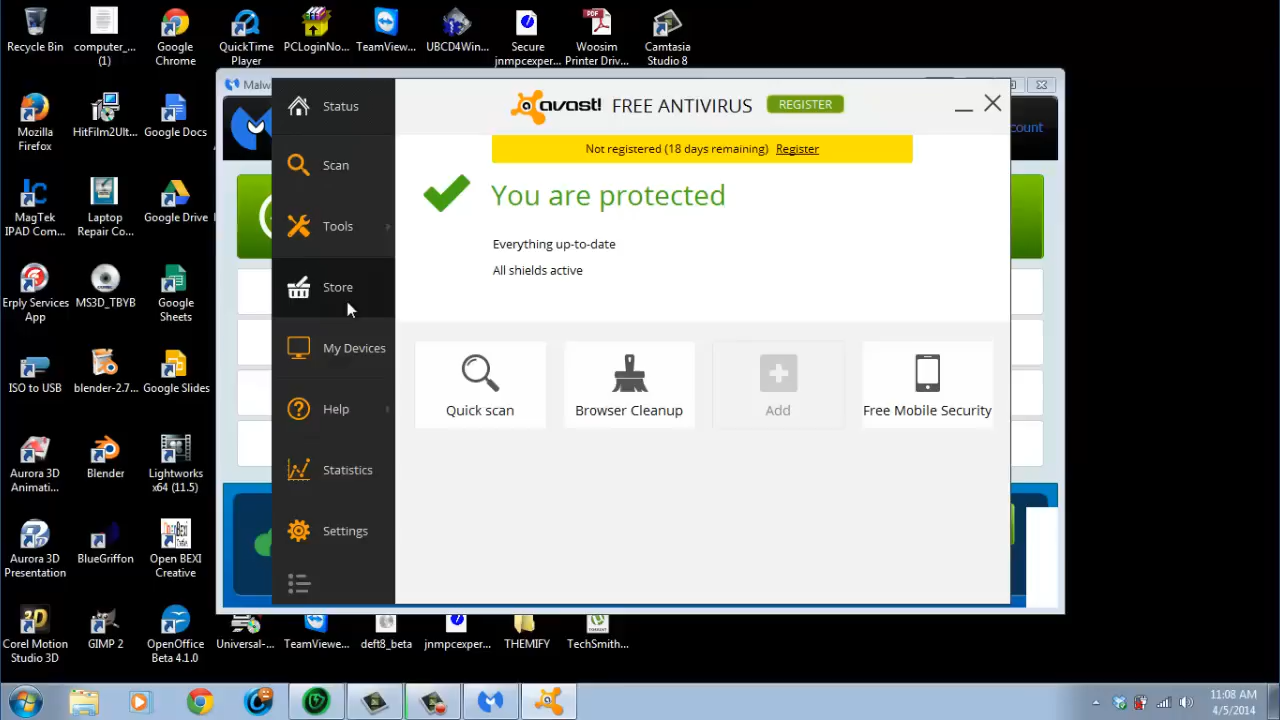 Recycle Bin
computer_... (1)
Google Chrome
QuickTime Player
PCLoginNo...
TeamView...
UBCD4Win...
Secure jnmpcexper...
Woosim Printer Driv...
Camtasia Studio 8
Mozilla Firefox
HitFilm2Ult...
Google Docs
MagTek IPAD Com...
Laptop Repair Co...
Google Drive
Erply Services App
MS3D_TBYB
Google Sheets
ISO to USB
blender-2.7...
Google Slides
Aurora 3D Animati...
Blender
Lightworks x64 (11.5)
Aurora 3D Presentation
BlueGriffon
Open BEXI Creative
Corel Motion Studio 3D
GIMP 2
OpenOffice Beta 4.1.0
Universal-...
TeamViewe...
deft8_beta
jnmpcexper...
THEMIFY
TechSmith...
Malw
ount
Status
Scan
Tools
Store
My Devices
Help
Statistics
Settings
avast! FREE ANTIVIRUS REGISTER
Not registered (18 days remaining) Register
You are protected
Everything up-to-date
All shields active
Quick scan
Browser Cleanup
Add
Free Mobile Security
11:08 AM
4/5/2014